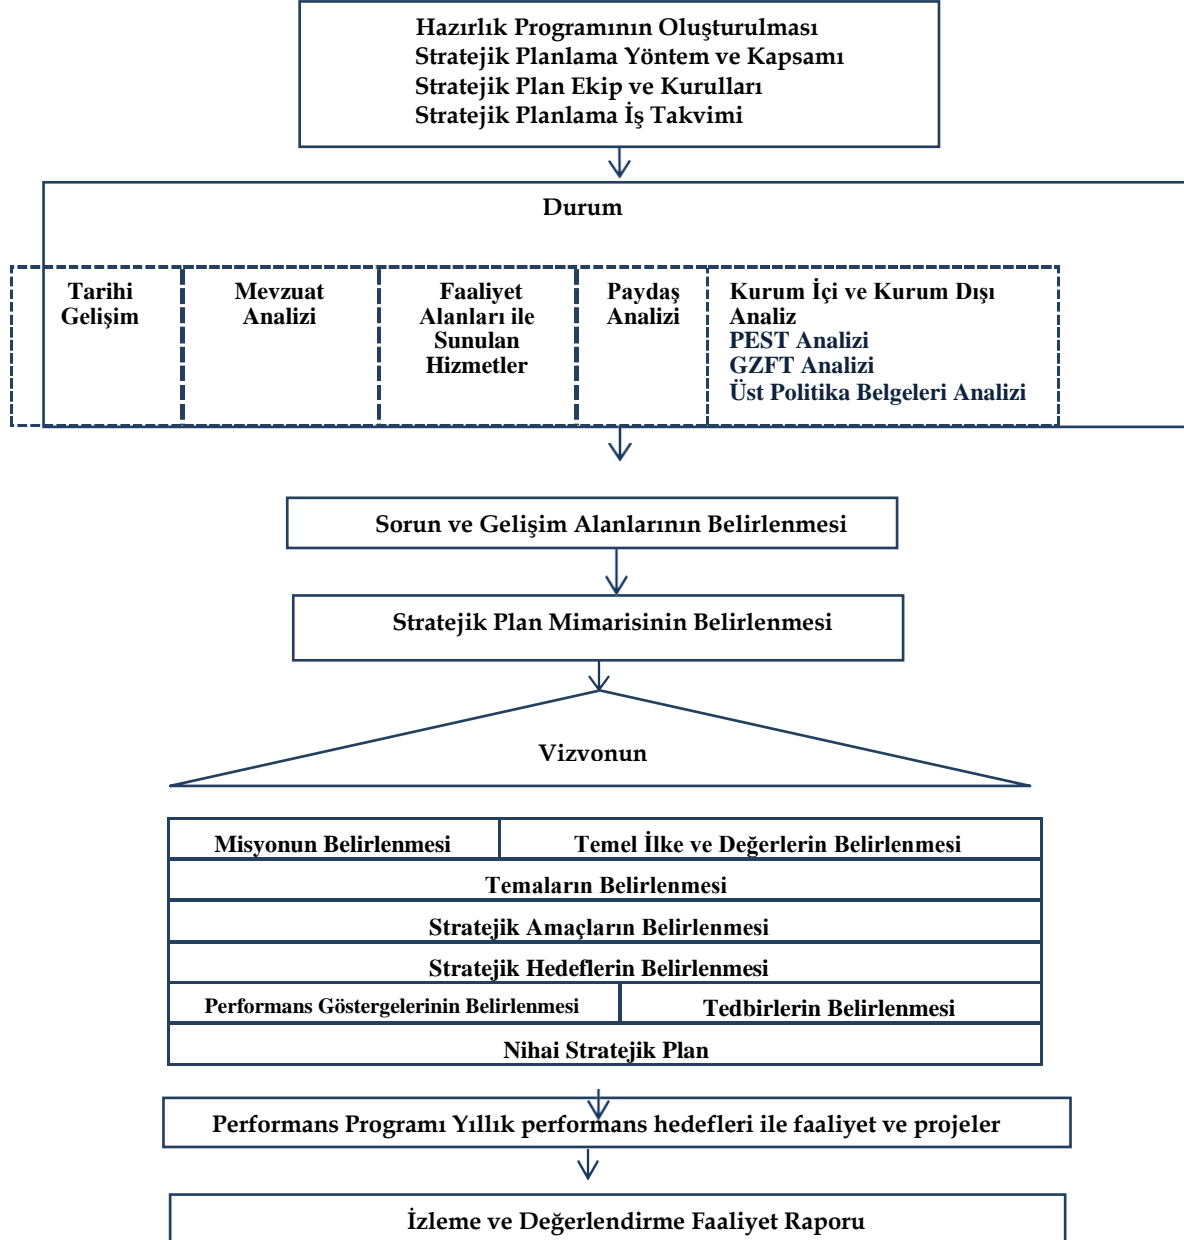 Hazırlık Programının Oluşturulması
Stratejik Planlama Yöntem ve Kapsamı
Stratejik Plan Ekip ve Kurulları
Stratejik Planlama İş Takvimi
Durum
Tarihi
Gelişim
Mevzuat
Analizi
Faaliyet
Alanları ile
Sunulan
Hizmetler
Paydaş
Analizi
Kurum İçi ve Kurum Dışı
Analiz
PEST Analizi
GZFT Analizi
Üst Politika Belgeleri Analizi
Sorun ve Gelişim Alanlarının Belirlenmesi
Stratejik Plan Mimarisinin Belirlenmesi
Vizvonun
Misyonun Belirlenmesi
Temel İlke ve Değerlerin Belirlenmesi
Temaların Belirlenmesi
Stratejik Amaçların Belirlenmesi
Stratejik Hedeflerin Belirlenmesi
Performans Göstergelerinin Belirlenmesi
Tedbirlerin Belirlenmesi
Nihai Stratejik Plan
Performans Programı Yıllık performans hedefleri ile faaliyet ve projeler
İzleme ve Değerlendirme Faaliyet Raporu